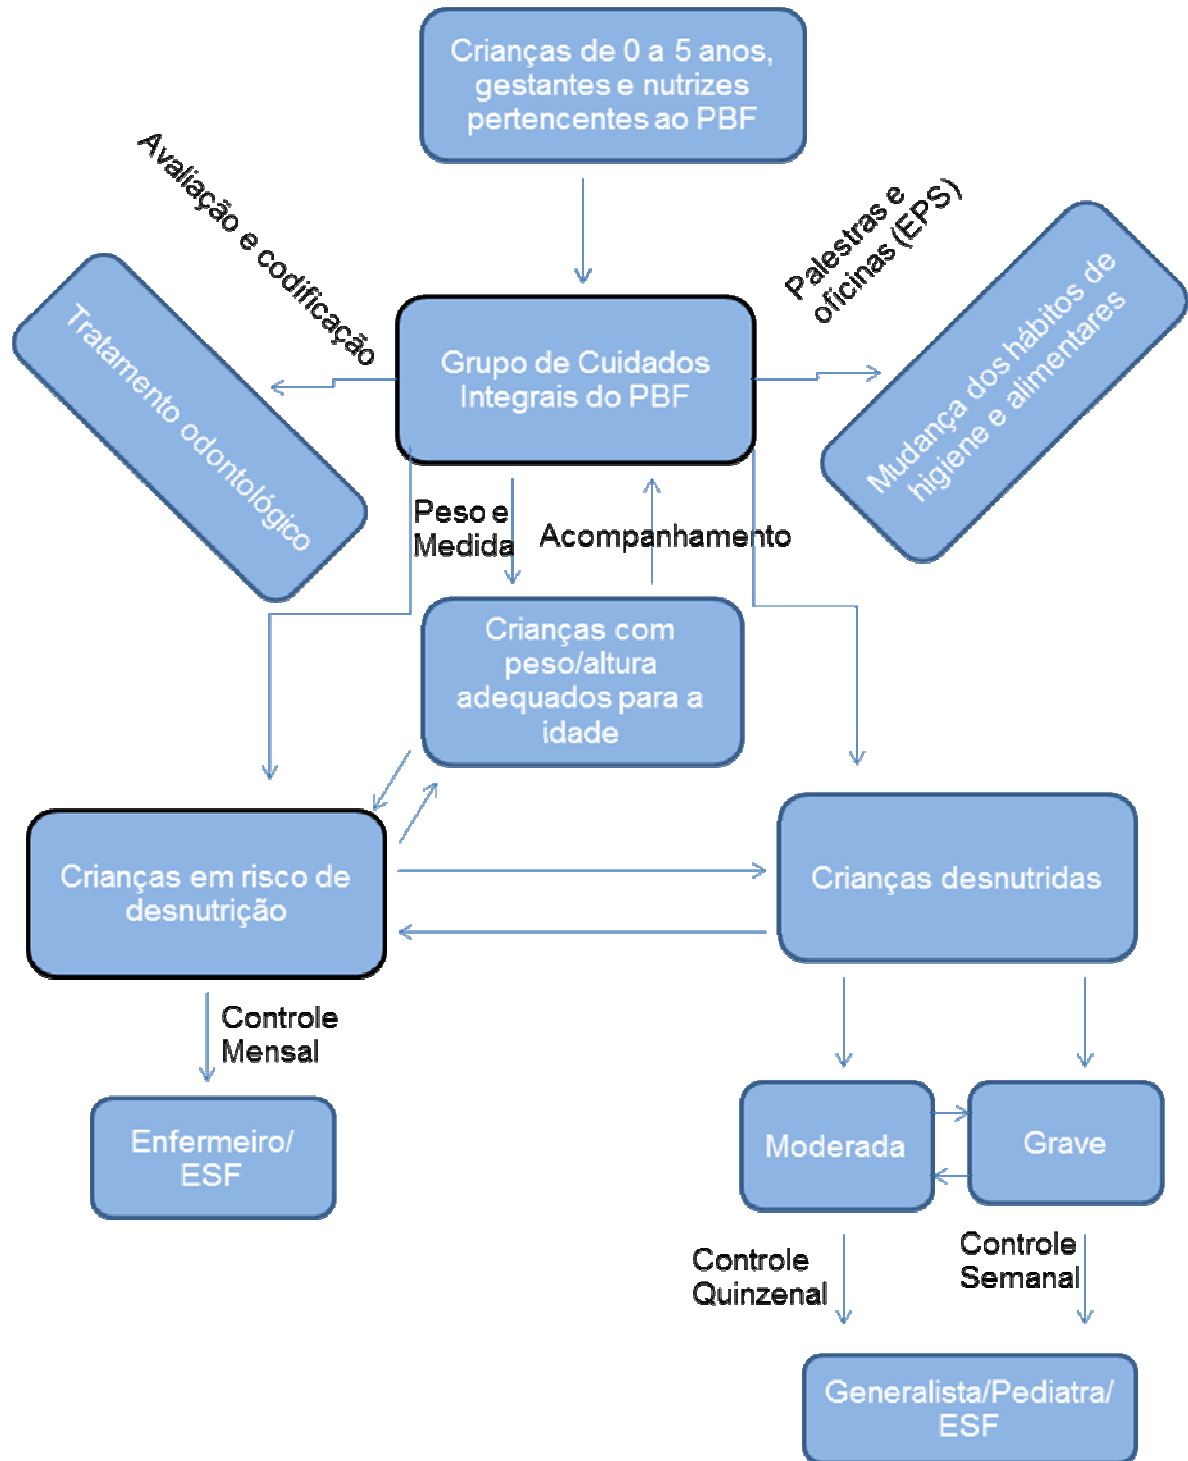 Crianças de 0 a 5 anos,
gestantes e nutrizes
pertencentes ao PBF
Avaliação e codificação
Palestras e
oficinas (EPS)
Tratamento odontológico
Grupo de Cuidados
Integrais do PBF
Mudança dos hábitos de
higiene e alimentares
Peso e
Medida
Acompanhamento
Crianças com
peso/altura
adequados para a
idade
Crianças em risco de
desnutrição
Crianças desnutridas
Controle
Mensal
Enfermeiro/
ESF
Moderada
Grave
Controle
Quinzenal
Controle
Semanal
Generalista/Pediatra/
ESF